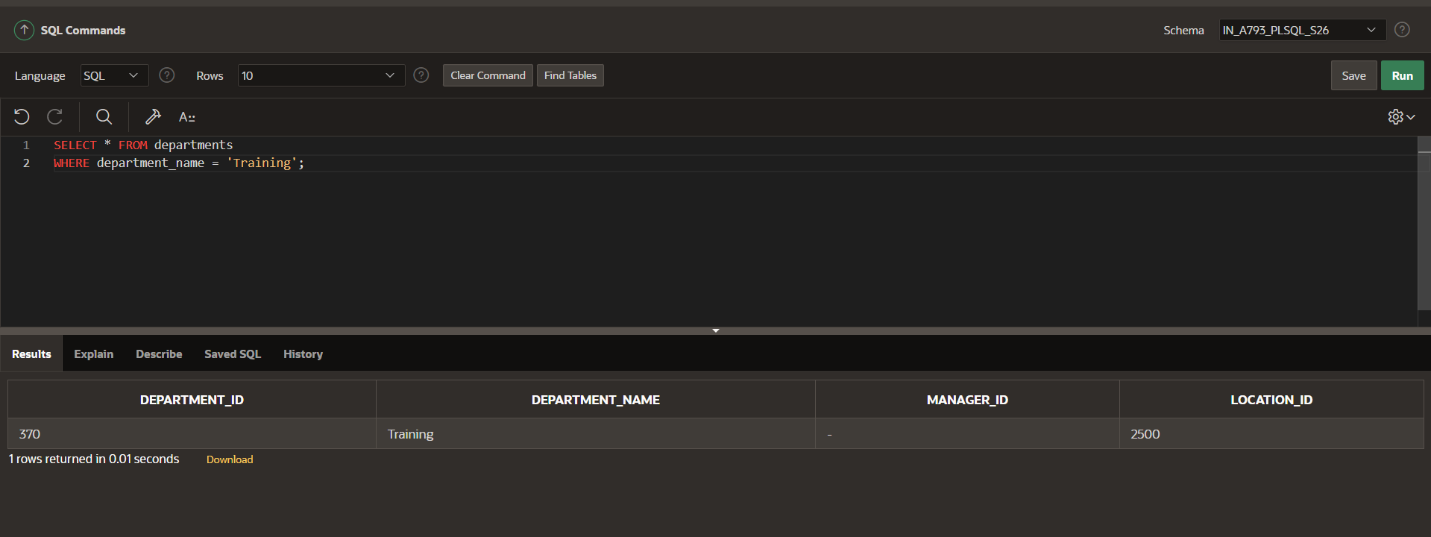 SQL Commands
Schema IN_A793_PLSQL_S26
Language SQL Rows 10 Clear Command Find Tables Save Run
A::
1 SELECT * FROM departments
2 WHERE department_name = 'Training';
Results Explain Describe Saved SQL History
DEPARTMENT_ID DEPARTMENT_NAME MANAGER_ID LOCATION_ID
370 Training - 2500
1 rows returned in 0.01 seconds Download